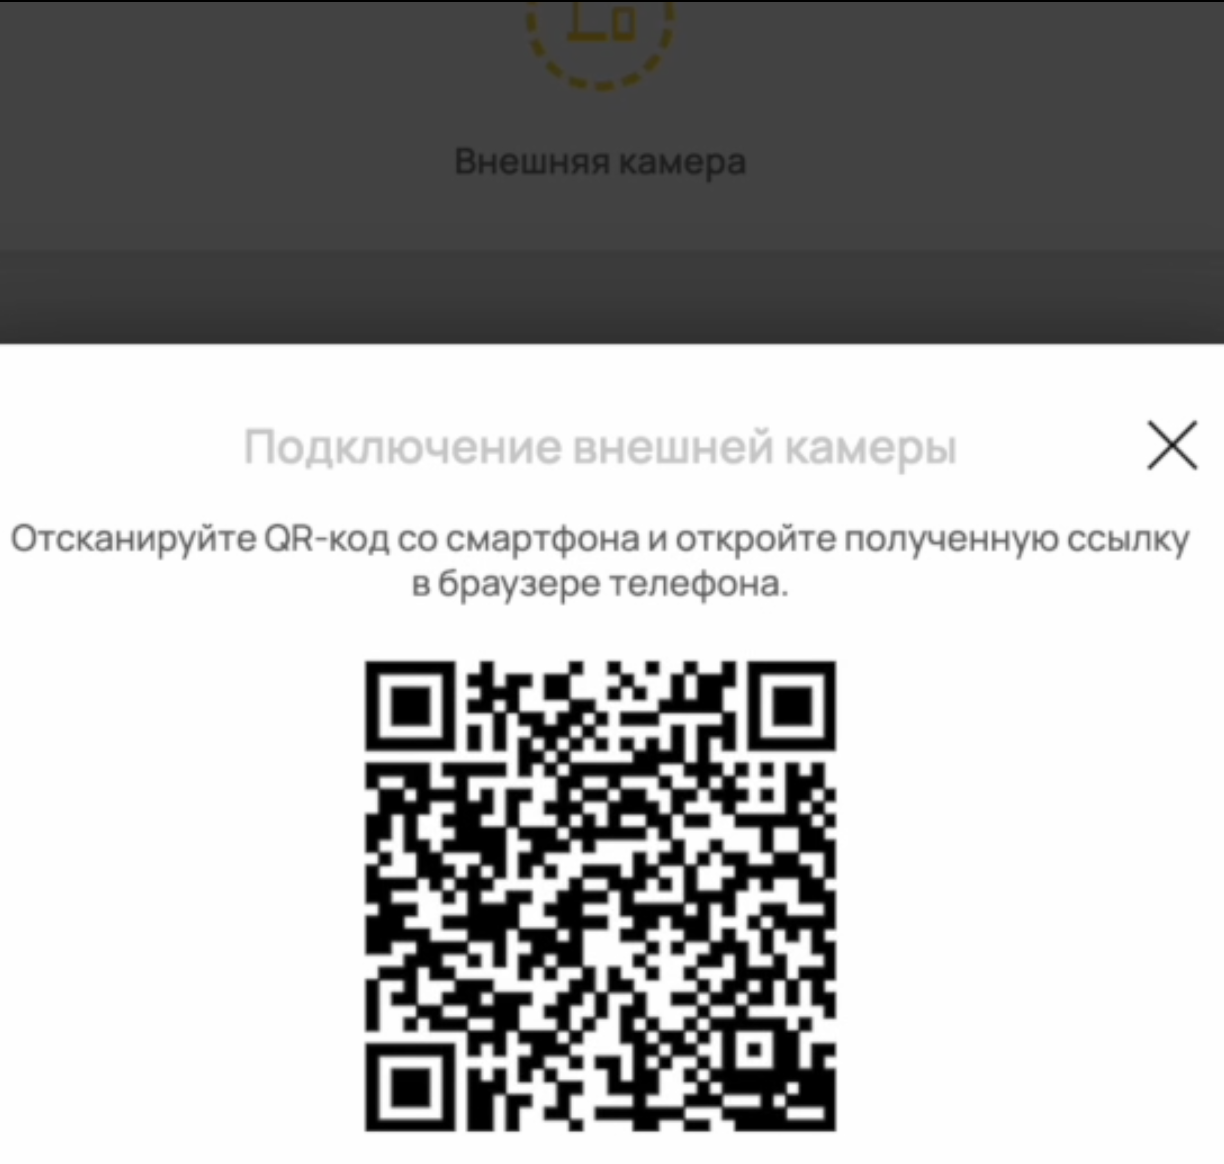 Внешняя камера
Подключение внешней камеры
Отсканируйте QR-код со смартфона и откройте полученную ссылку
в браузере телефона.